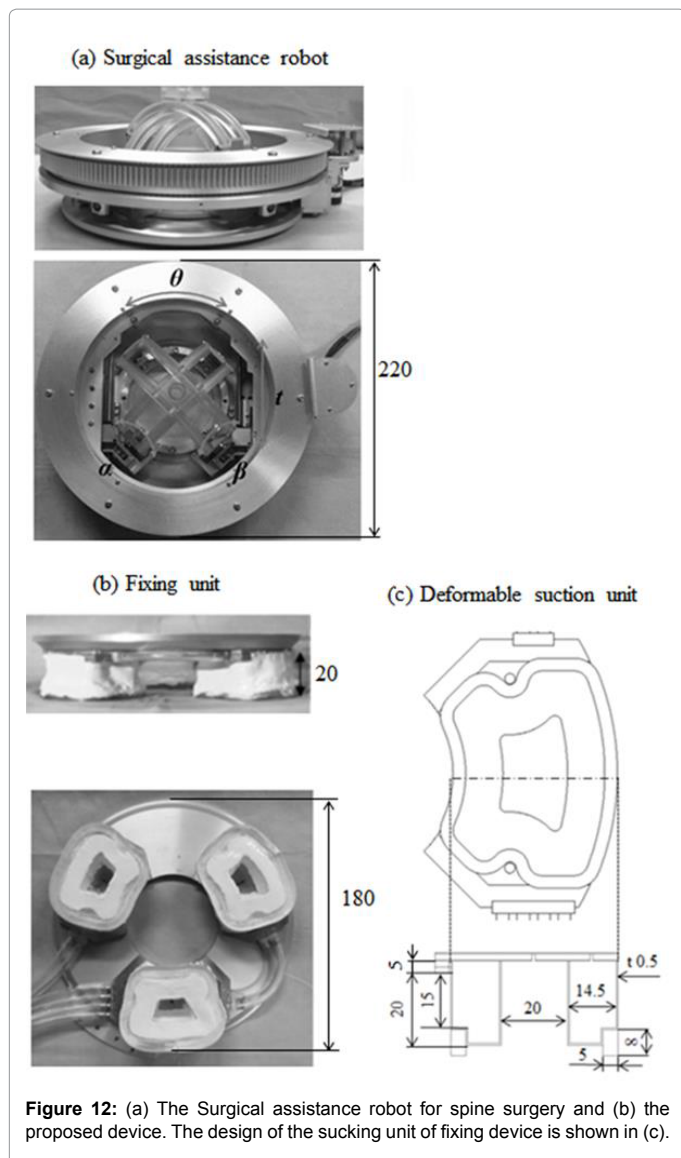 (a) Surgical assistance robot
θ
220
t
α
β
(b) Fixing unit
20
180
(c) Deformable suction unit
5
t 0.5
20
15
20
14.5
8
5
Figure 12: (a) The Surgical assistance robot for spine surgery and (b) the
proposed device. The design of the sucking unit of fixing device is shown in (c).